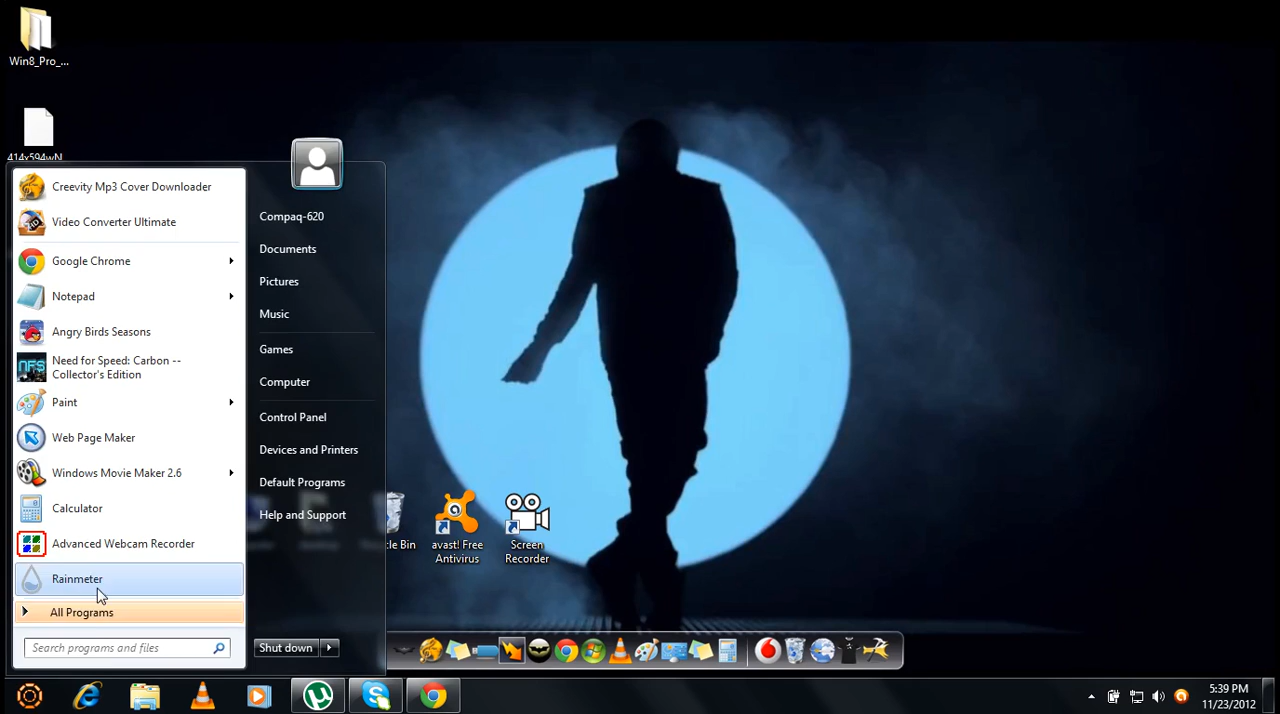 Win8_Pro_...
414x594wN
Creevity Mp3 Cover Downloader
Video Converter Ultimate
Google Chrome
Notepad
Angry Birds Seasons
NFS
Need for Speed: Carbon --
Collector's Edition
Paint
Web Page Maker
Windows Movie Maker 2.6
Calculator
Advanced Webcam Recorder
Rainmeter
All Programs
Search programs and files
Compaq-620
Documents
Pictures
Music
Games
Computer
Control Panel
Devices and Printers
Default Programs
Help and Support
Shut down
le Bin
avast! Free
Antivirus
Screen
Recorder
5:39 PM
11/23/2012